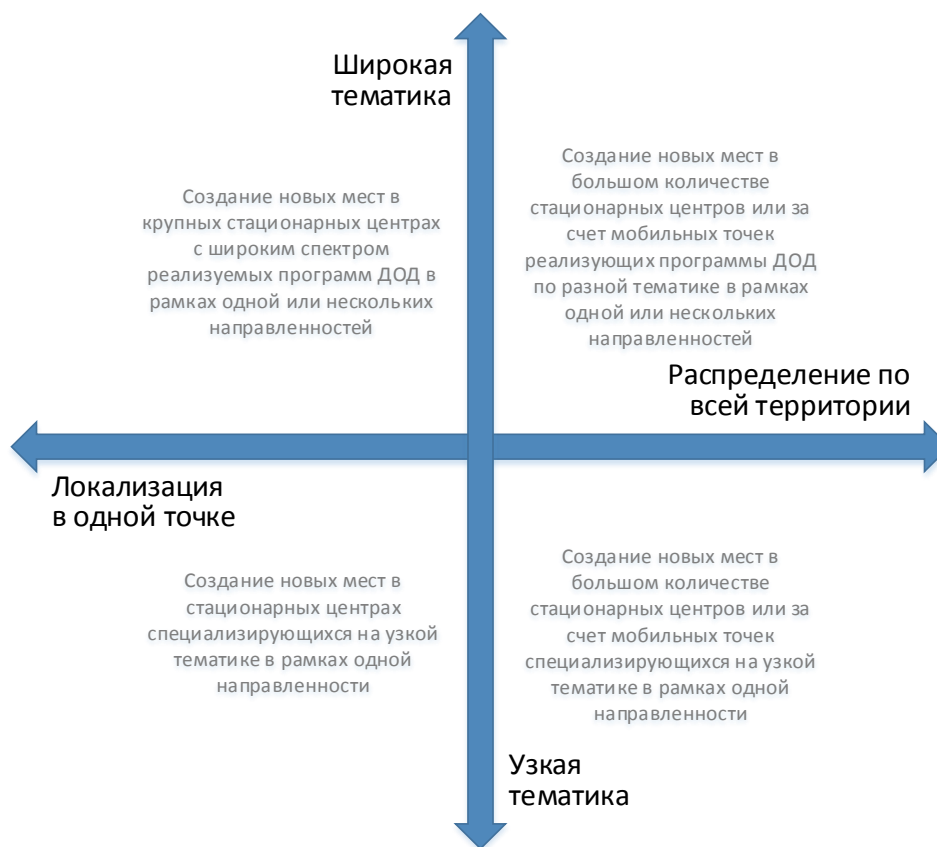 Широкая
тематика
Создание новых мест в
крупных стационарных центрах
с широким спектром
реализуемых программ ДОД в
рамках одной или нескольких
направленностей
Создание новых мест в
большом количестве
стационарных центров или за
счет мобильных точек
реализующих программы ДОД
по разной тематике в рамках
одной или нескольких
направленностей
Распределение по
всей территории
Локализация
в одной точке
Создание новых мест в
стационарных центрах
специализирующихся на узкой
тематике в рамках одной
направленности
Создание новых мест в
большом количестве
стационарных центров или за
счет мобильных точек
специализирующихся на узкой
тематике в рамках одной
направленности
Узкая
тематика